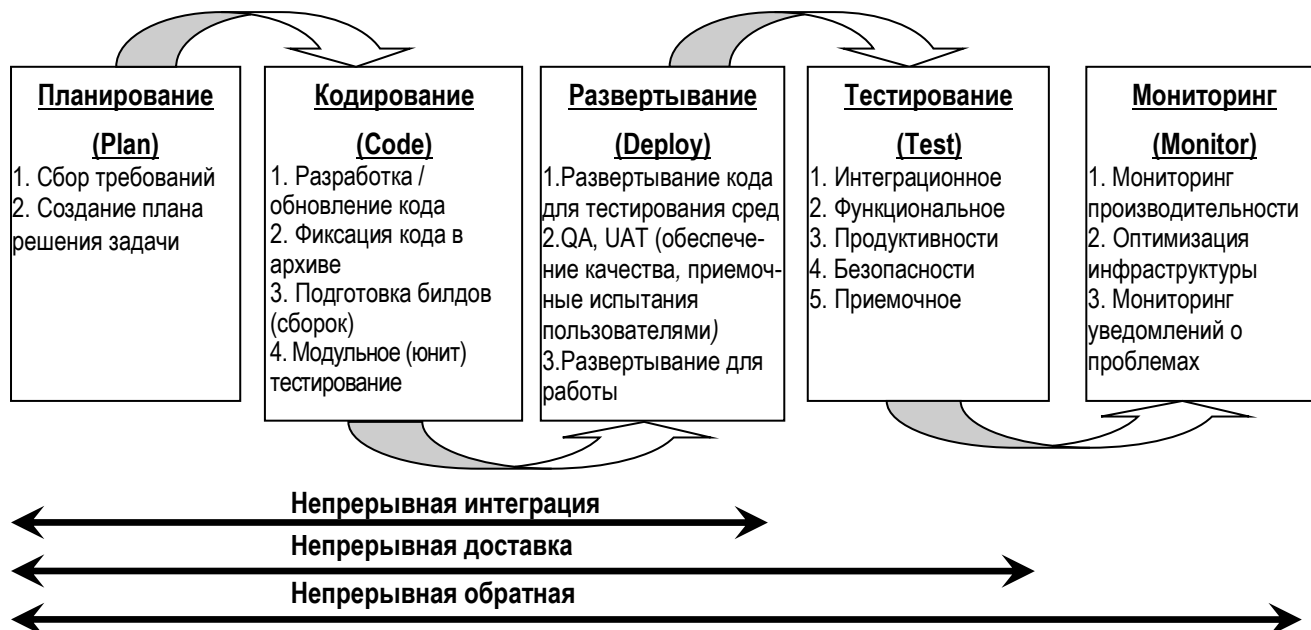 Планирование
(Plan)
1. Сбор требований
2. Создание плана
решения задачи
Кодирование
(Code)
1. Разработка /
обновление кода
2. Фиксация кода в
архиве
3. Подготовка билдов
(сборок)
4. Модульное (юнит)
тестирование
Развертывание
(Deploy)
1.Развертывание кода
для тестирования сред
2.QA, UAT (обеспече-
ние качества, приемоч-
ные испытания
пользователями)
3.Развертывание для
работы
Тестирование
(Test)
1. Интеграционное
2. Функциональное
3. Продуктивности
4. Безопасности
5. Приемочное
Мониторинг
(Monitor)
1. Мониторинг
производительности
2. Оптимизация
инфраструктуры
3. Мониторинг
уведомлений о
проблемах
Непрерывная интеграция
Непрерывная доставка
Непрерывная обратная